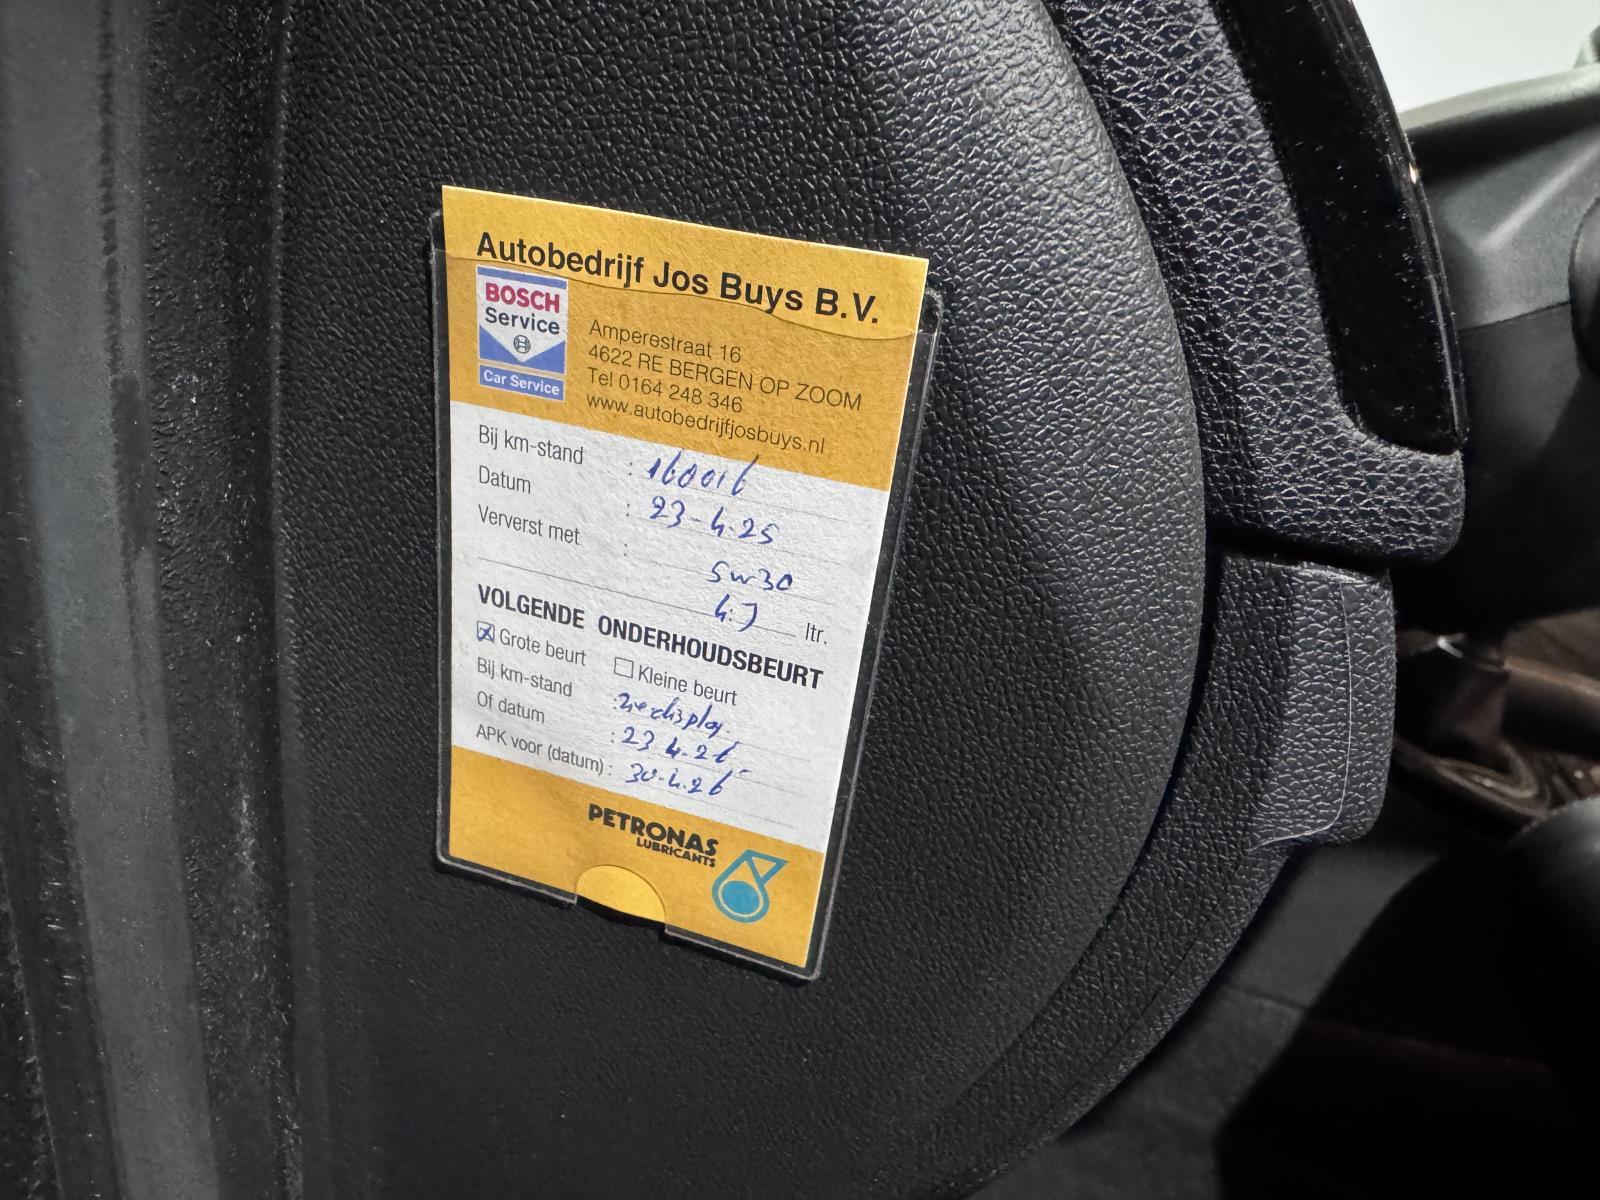 Autobedrijf Jos Buys B.V.
BOSCH
Service
Car Service
Amperestraat 16
4622 RE BERGEN OP ZOOM
Tel 0164 248 346
www.autobedrijfjosbuys.nl
Bij km-stand : 160016
Datum : 23-4-25
Ververst met : 5w30
4.7 ltr.
VOLGENDE ONDERHOUDSBEURT
Grote beurt Kleine beurt
Bij km-stand : zie display
Of datum : 23 4.26
APK voor (datum) : 30.4.26
PETRONAS
LUBRICANTS